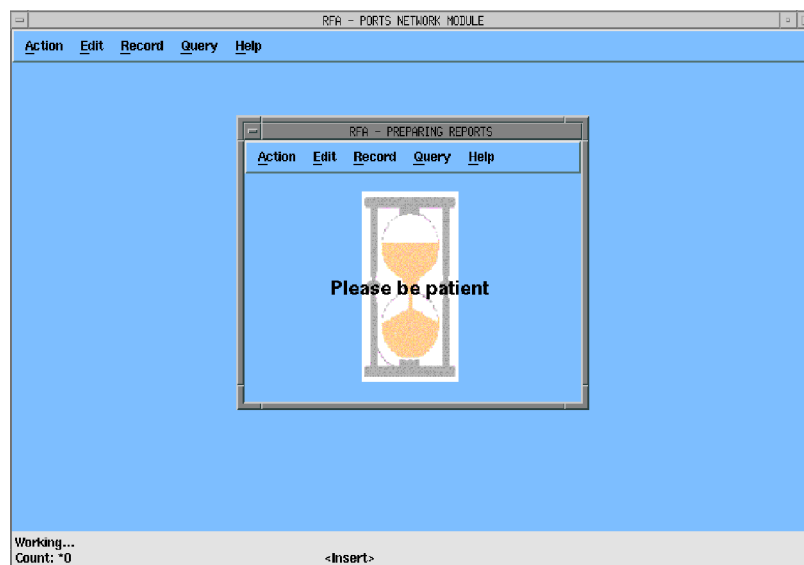 RFA - PORTS NETWORK MODULE
Action Edit Record Query Help
RFA - PREPARING REPORTS
Action Edit Record Query Help
Please be patient
Working...
Count: *0 <Insert>